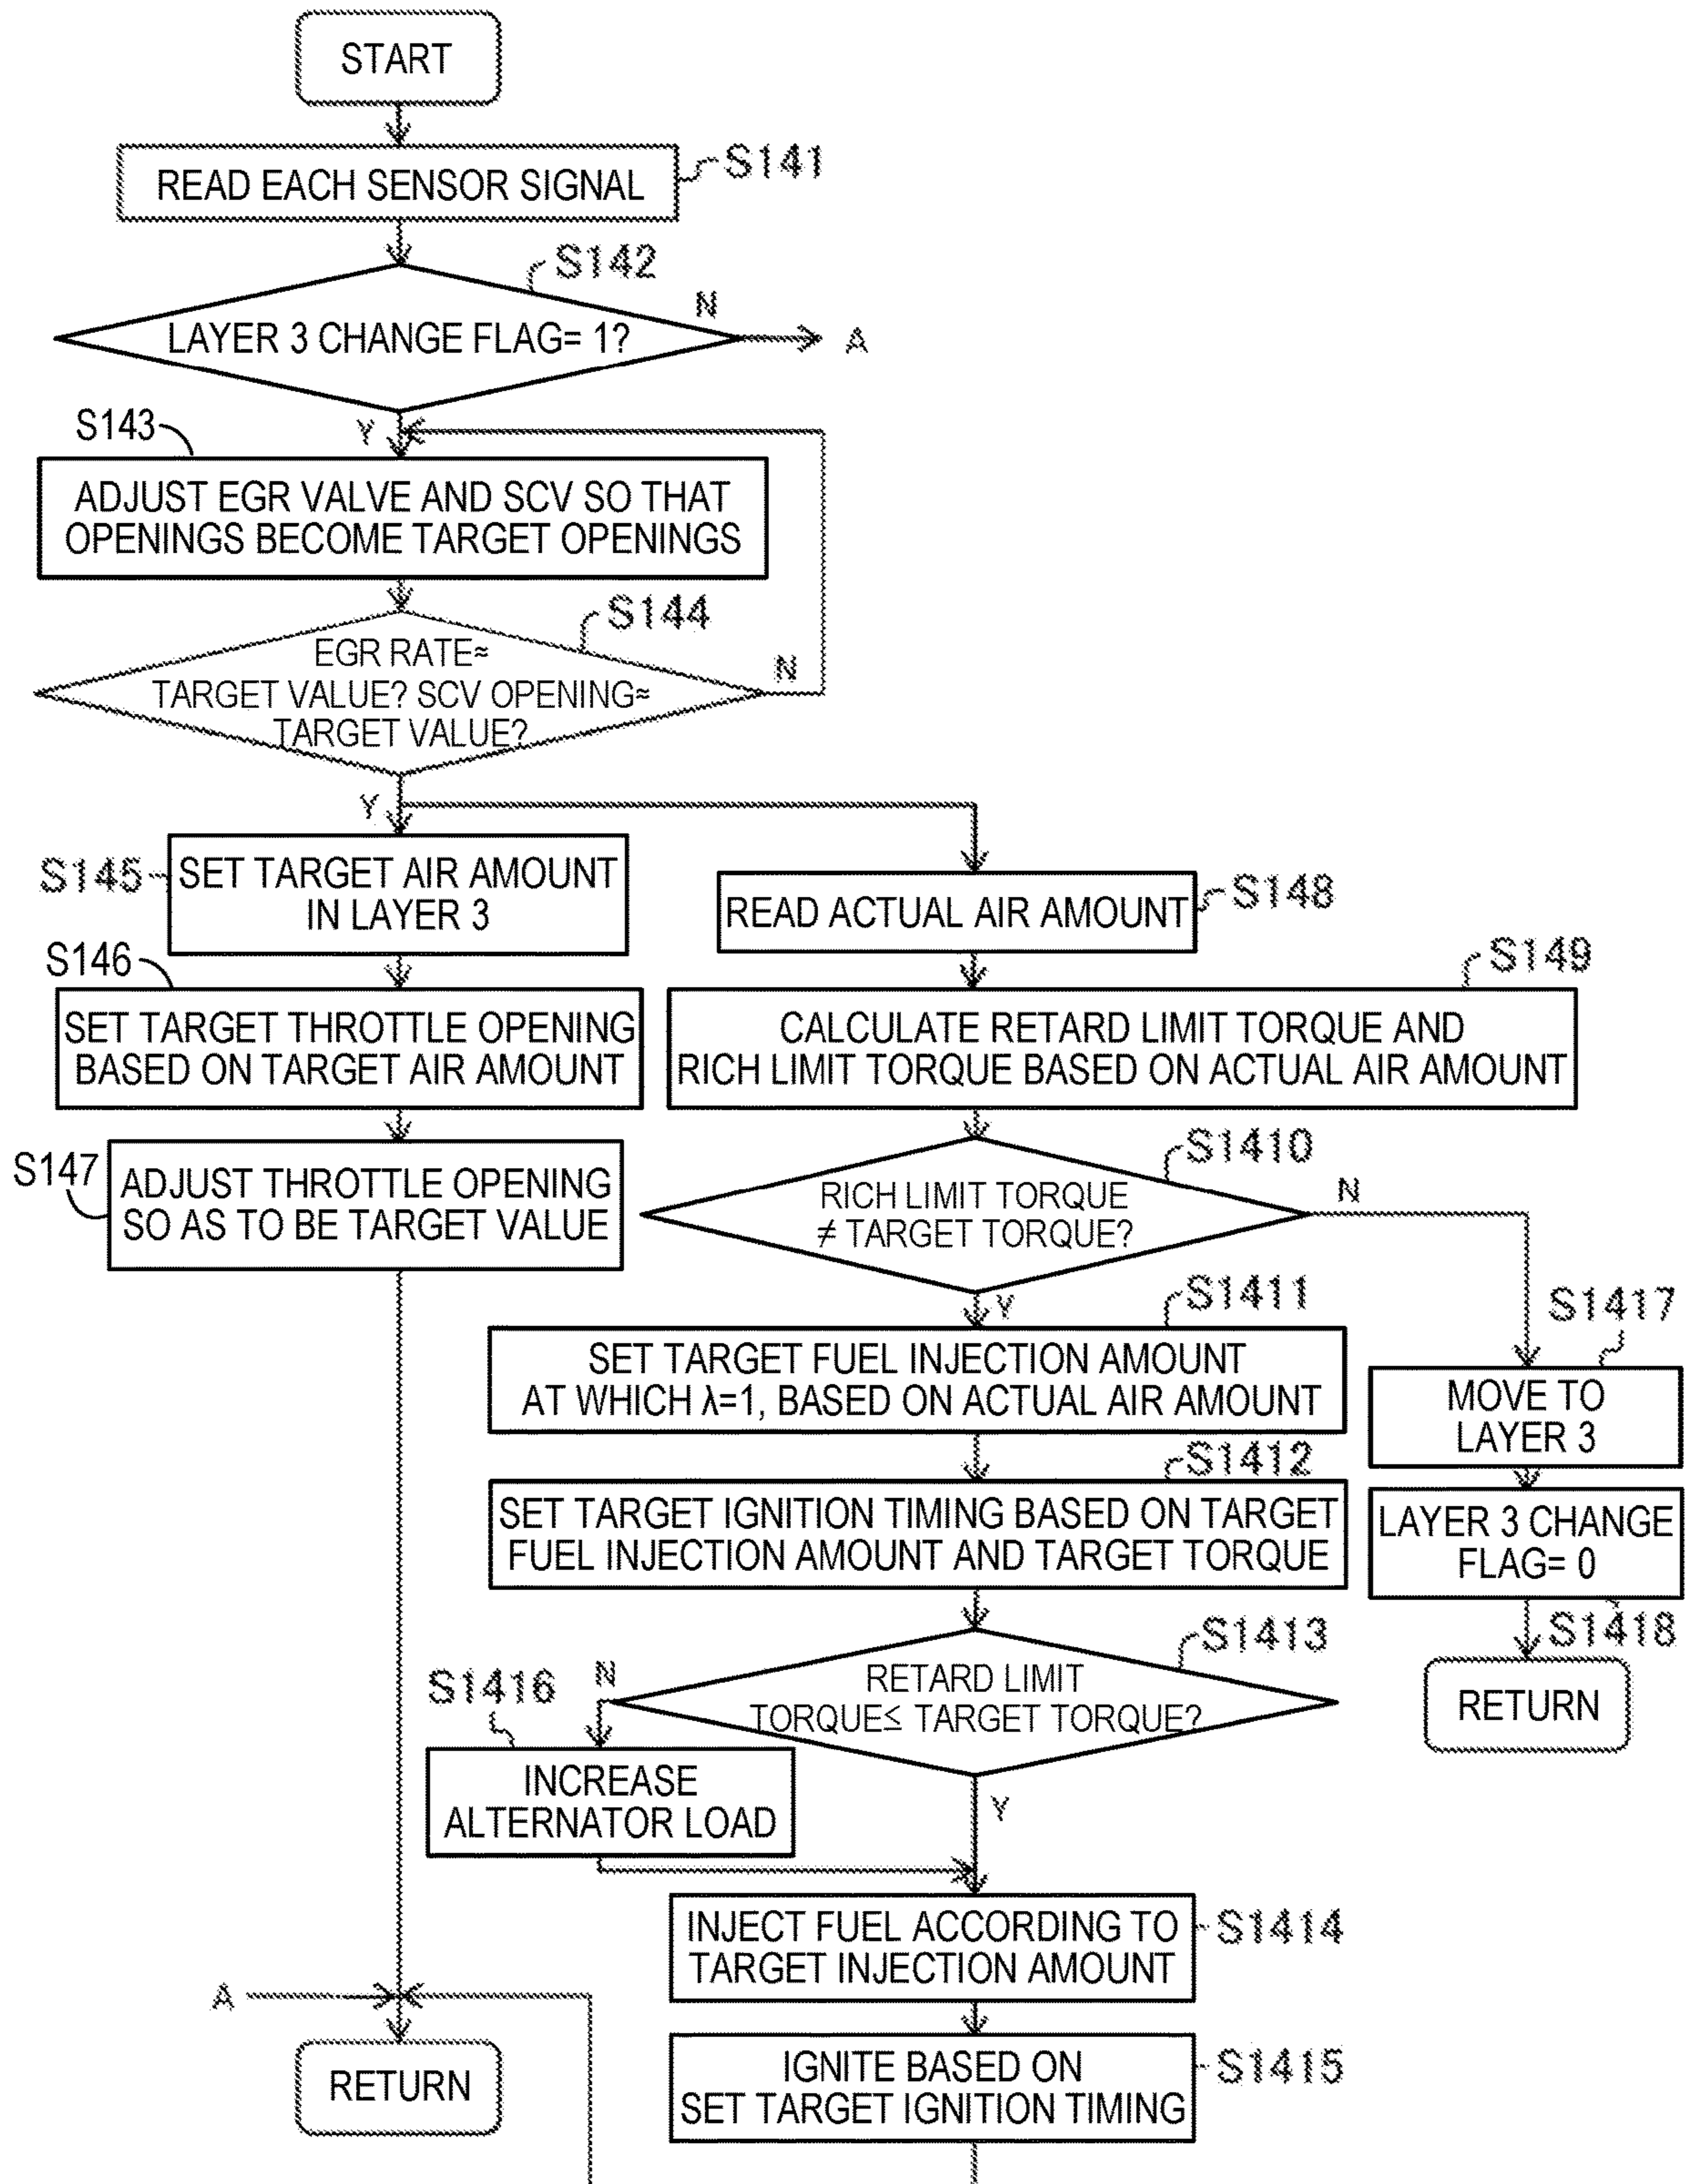 START
READ EACH SENSOR SIGNAL
S141
S142
LAYER 3 CHANGE FLAG= 1?
N
A
Y
S143
ADJUST EGR VALVE AND SCV SO THAT
OPENINGS BECOME TARGET OPENINGS
S144
EGR RATE≈
TARGET VALUE? SCV OPENING≈
TARGET VALUE?
N
Y
S145
SET TARGET AIR AMOUNT
IN LAYER 3
READ ACTUAL AIR AMOUNT
S148
S146
SET TARGET THROTTLE OPENING
BASED ON TARGET AIR AMOUNT
S149
CALCULATE RETARD LIMIT TORQUE AND
RICH LIMIT TORQUE BASED ON ACTUAL AIR AMOUNT
S147
ADJUST THROTTLE OPENING
SO AS TO BE TARGET VALUE
S1410
RICH LIMIT TORQUE
≠ TARGET TORQUE?
N
Y
S1411
SET TARGET FUEL INJECTION AMOUNT
AT WHICH λ=1, BASED ON ACTUAL AIR AMOUNT
S1417
MOVE TO
LAYER 3
S1412
SET TARGET IGNITION TIMING BASED ON TARGET
FUEL INJECTION AMOUNT AND TARGET TORQUE
LAYER 3 CHANGE
FLAG= 0
S1418
RETURN
S1413
RETARD LIMIT
TORQUE≤ TARGET TORQUE?
N
S1416
INCREASE
ALTERNATOR LOAD
Y
INJECT FUEL ACCORDING TO
TARGET INJECTION AMOUNT
S1414
A
RETURN
IGNITE BASED ON
SET TARGET IGNITION TIMING
S1415